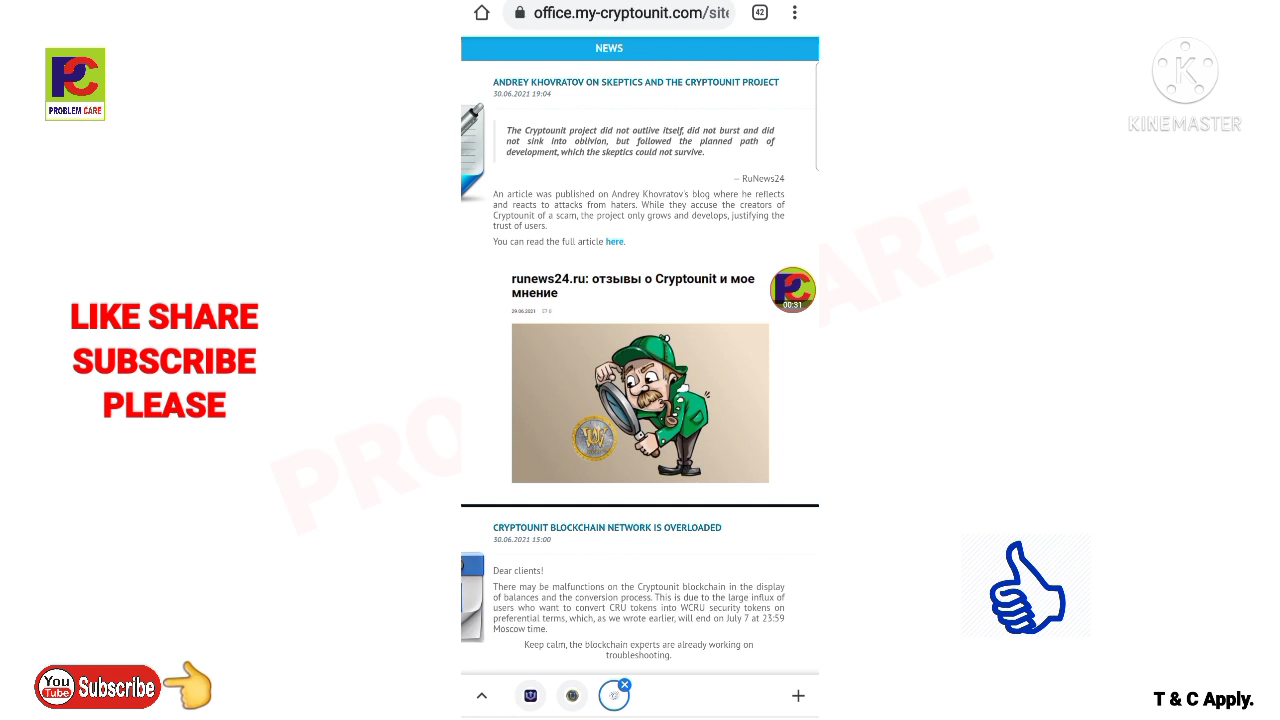 office.my-cryptounit.com/site
42
NEWS
ANDREY KHOVRATOV ON SKEPTICS AND THE CRYPTOUNIT PROJECT
30.06.2021 19:04
The Cryptounit project did not outlive itself, did not burst and did
not sink into oblivion, but followed the planned path of
development, which the skeptics could not survive.
— RuNews24
An article was published on Andrey Khovratov's blog where he reflects
and reacts to attacks from haters. While they accuse the creators of
Cryptounit of a scam, the project only grows and develops, justifying the
trust of users.
You can read the full article here.
runews24.ru: отзывы о Cryptounit и мое
мнение
29.06.2021 0
00:31
CRYPTOUNIT BLOCKCHAIN NETWORK IS OVERLOADED
30.06.2021 15:00
Dear clients!
There may be malfunctions on the Cryptounit blockchain in the display
of balances and the conversion process. This is due to the large influx of
users who want to convert CRU tokens into WCRU security tokens on
preferential terms, which, as we wrote earlier, will end on July 7 at 23:59
Moscow time.
Keep calm, the blockchain experts are already working on
troubleshooting.
PC
PROBLEM CARE
LIKE SHARE
SUBSCRIBE
PLEASE
You
Tube Subscribe
PRO
ARE
K
KINEMASTER
T & C Apply.